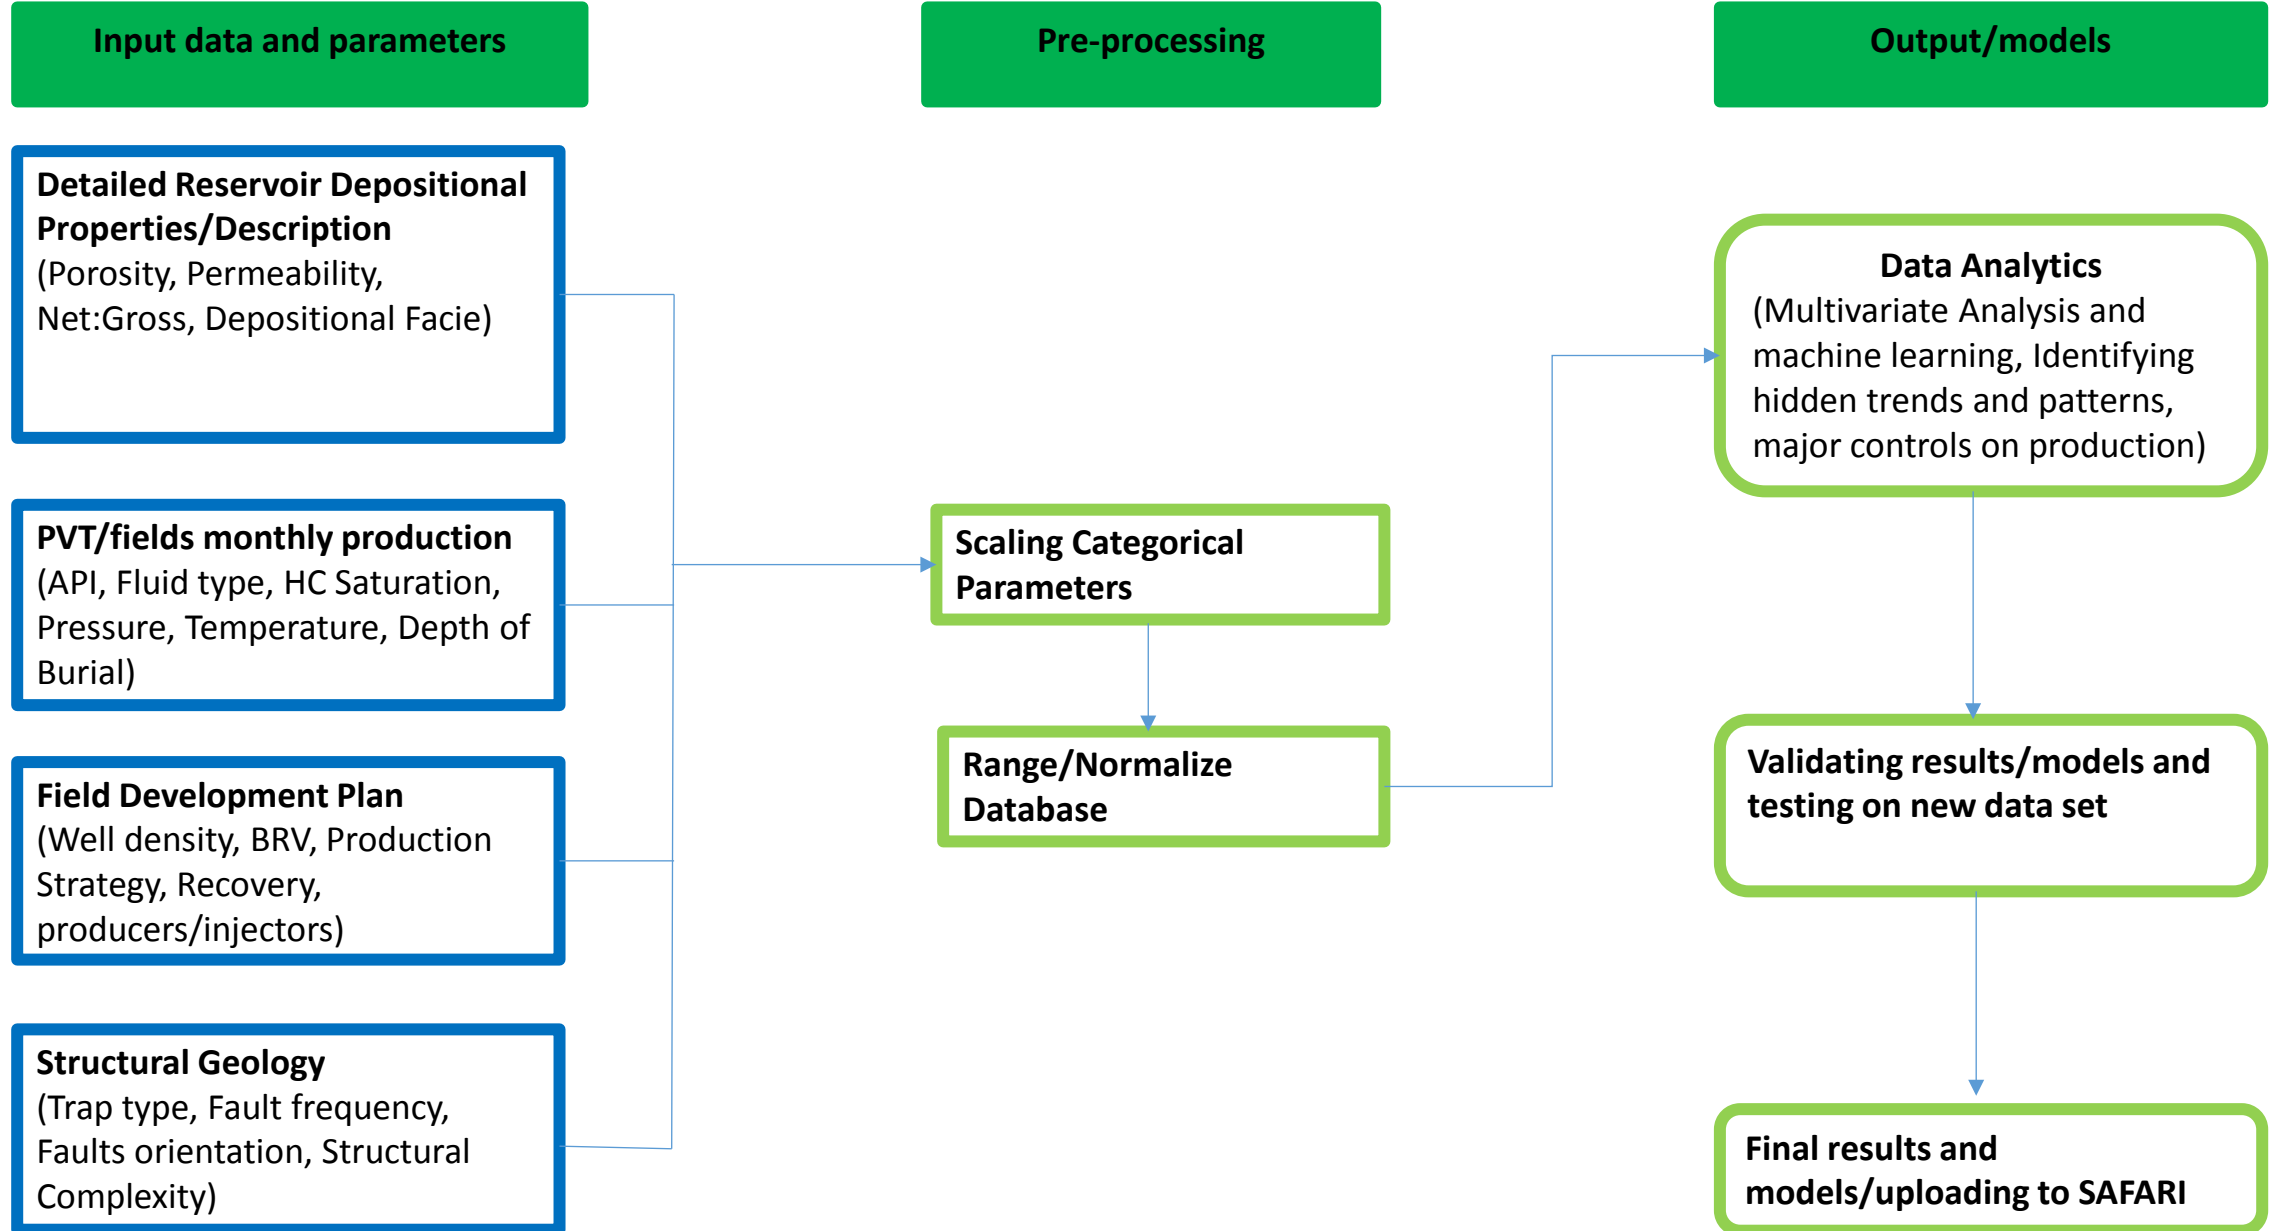 Input data and parameters
Pre-processing
Output/models
Detailed Reservoir Depositional
Properties/Description
(Porosity, Permeability,
Net:Gross, Depositional Facie)
PVT/fields monthly production
(API, Fluid type, HC Saturation,
Pressure, Temperature, Depth of
Burial)
Field Development Plan
(Well density, BRV, Production
Strategy, Recovery,
producers/injectors)
Structural Geology
(Trap type, Fault frequency,
Faults orientation, Structural
Complexity)
Scaling Categorical
Parameters
Range/Normalize
Database
Data Analytics
(Multivariate Analysis and
machine learning, Identifying
hidden trends and patterns,
major controls on production)
Validating results/models and
testing on new data set
Final results and
models/uploading to SAFARI